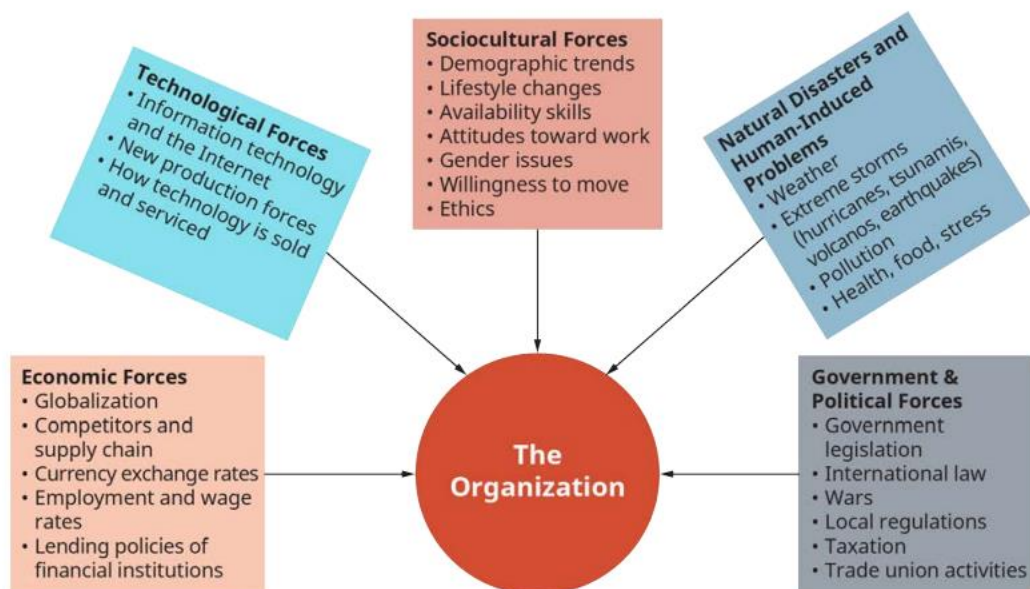 Technological Forces
• Information technology
and the Internet
• New production forces
• How technology is sold
and serviced
Sociocultural Forces
• Demographic trends
• Lifestyle changes
• Availability skills
• Attitudes toward work
• Gender issues
• Willingness to move
• Ethics
Natural Disasters and
Human-Induced
Problems
• Weather
• Extreme storms
(hurricanes, tsunamis,
volcanos, earthquakes)
• Pollution
• Health, food, stress
Economic Forces
• Globalization
• Competitors and
supply chain
• Currency exchange rates
• Employment and wage
rates
• Lending policies of
financial institutions
The
Organization
Government &
Political Forces
• Government
legislation
• International law
• Wars
• Local regulations
• Taxation
• Trade union activities